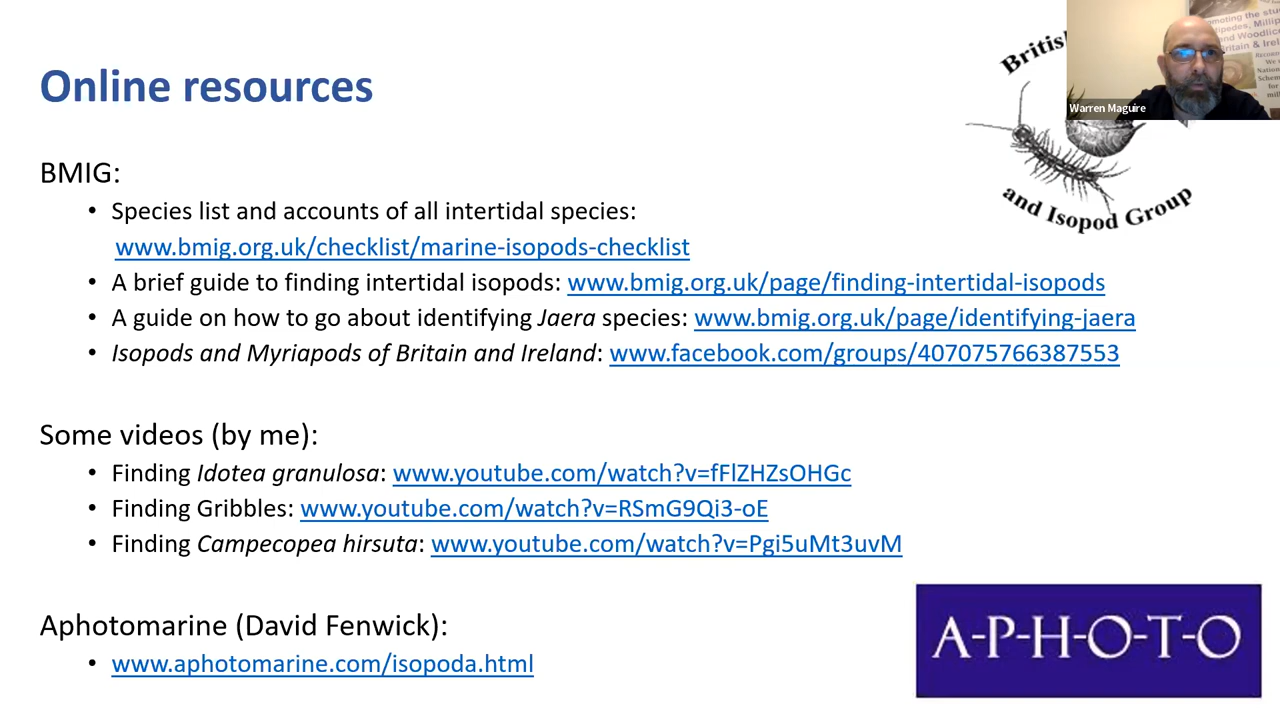 Online resources
British
and Isopod Group
Warren Maguire
BMIG:
• Species list and accounts of all intertidal species:
www.bmig.org.uk/checklist/marine-isopods-checklist
• A brief guide to finding intertidal isopods: www.bmig.org.uk/page/finding-intertidal-isopods
• A guide on how to go about identifying Jaera species: www.bmig.org.uk/page/identifying-jaera
• Isopods and Myriapods of Britain and Ireland: www.facebook.com/groups/407075766387553
Some videos (by me):
• Finding Idotea granulosa: www.youtube.com/watch?v=fFlZHZsOHGc
• Finding Gribbles: www.youtube.com/watch?v=RSmG9Qi3-oE
• Finding Campecopea hirsuta: www.youtube.com/watch?v=Pgi5uMt3uvM
Aphotomarine (David Fenwick):
• www.aphotomarine.com/isopoda.html
A-P-H-O-T-O